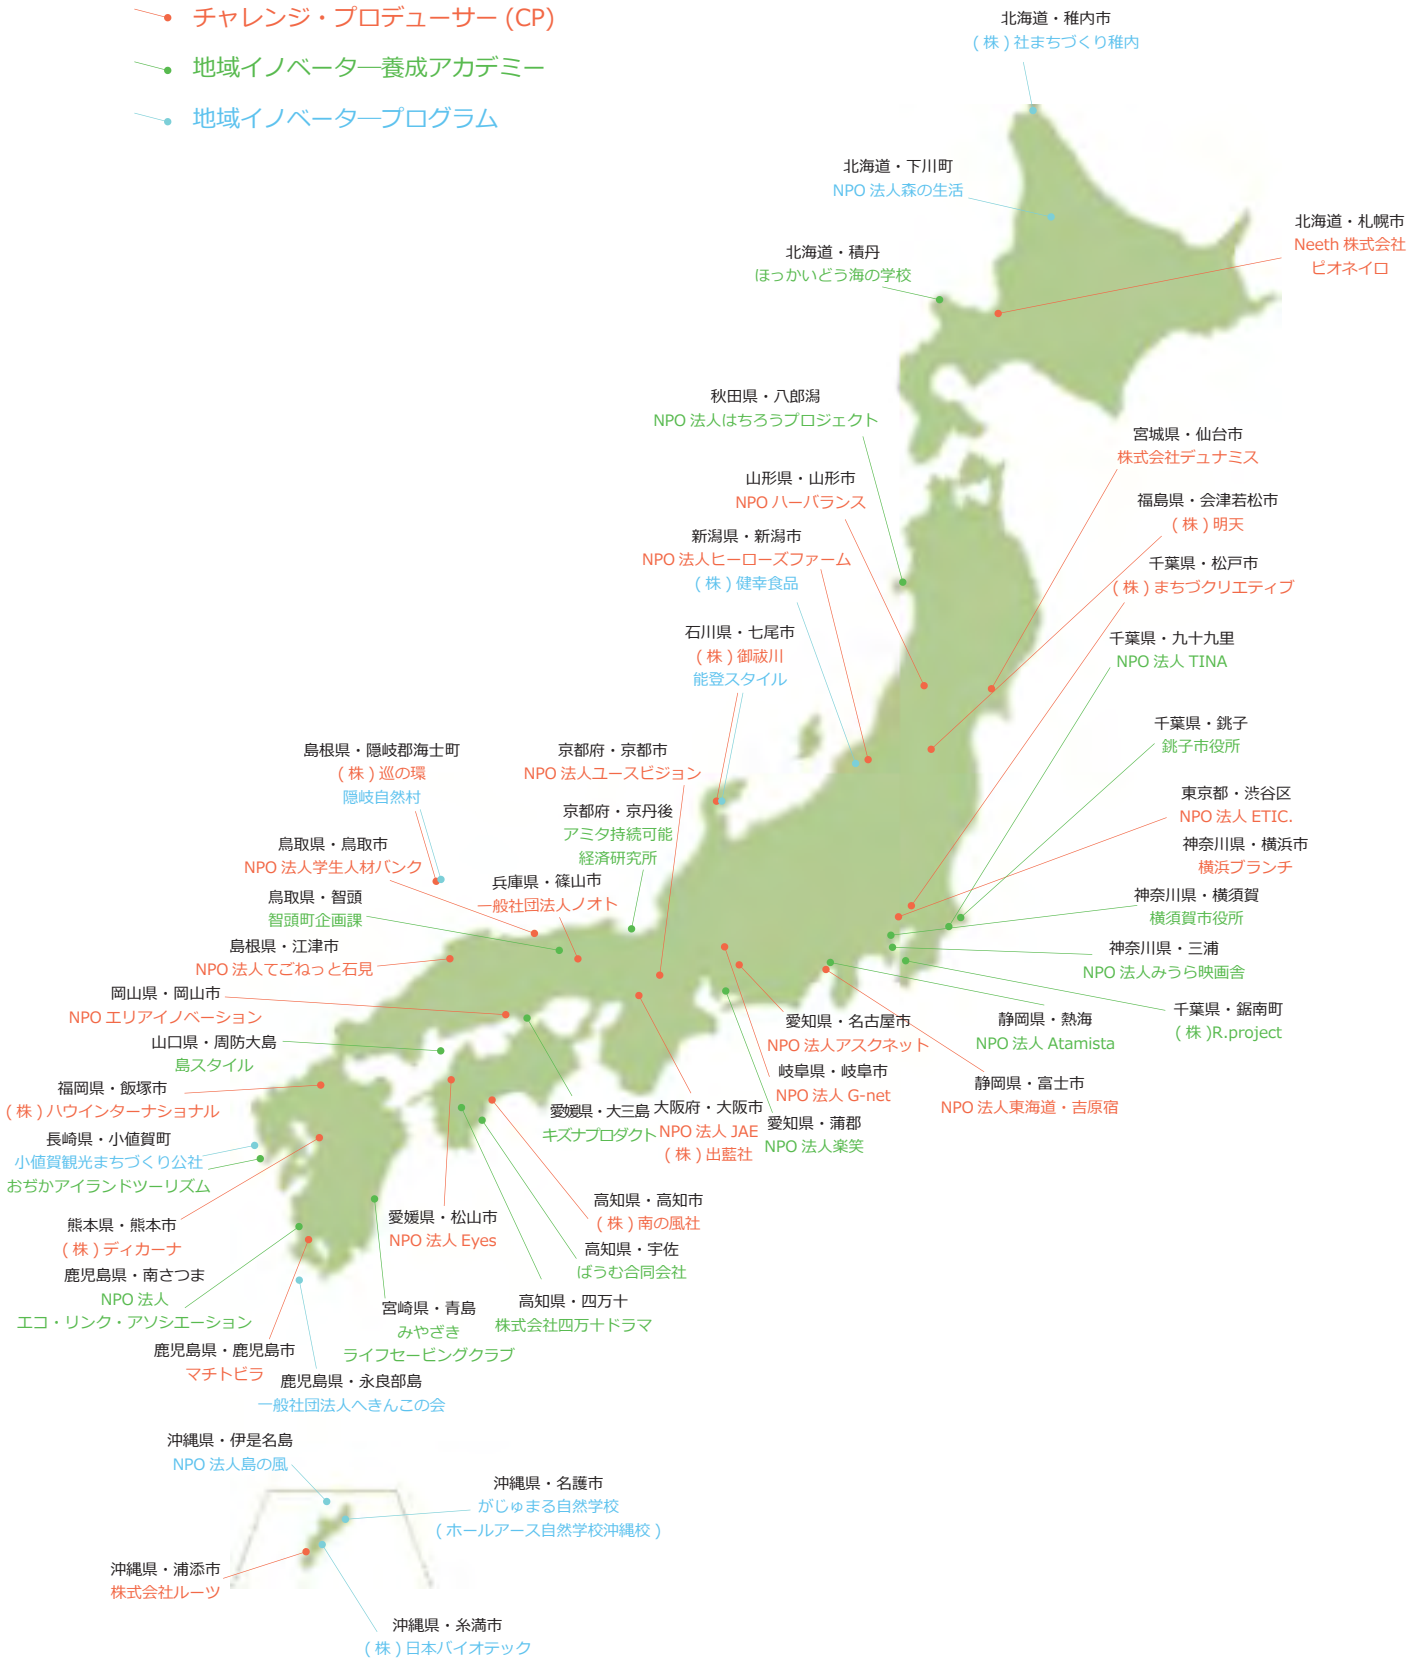 チャレンジ・プロデューサー (CP)
地域イノベーター養成アカデミー
地域イノベータープログラム
北海道・稚内市
( 株 ) 社まちづくり稚内
北海道・下川町
NPO 法人森の生活
北海道・札幌市
Neeth 株式会社
ピオネイロ
北海道・積丹
ほっかいどう海の学校
秋田県・八郎潟
NPO 法人はちろうプロジェクト
宮城県・仙台市
株式会社デュナミス
山形県・山形市
NPO ハーバランス
福島県・会津若松市
( 株 ) 明天
新潟県・新潟市
NPO 法人ヒーローズファーム
( 株 ) 健幸食品
千葉県・松戸市
( 株 ) まちづクリエティブ
石川県・七尾市
( 株 ) 御祓川
能登スタイル
千葉県・九十九里
NPO 法人 TINA
千葉県・銚子
銚子市役所
島根県・隠岐郡海士町
( 株 ) 巡の環
隠岐自然村
京都府・京都市
NPO 法人ユースビジョン
東京都・渋谷区
NPO 法人 ETIC.
京都府・京丹後
アミタ持続可能
経済研究所
神奈川県・横浜市
横浜ブランチ
鳥取県・鳥取市
NPO 法人学生人材バンク
兵庫県・篠山市
一般社団法人ノオト
神奈川県・横須賀
横須賀市役所
鳥取県・智頭
智頭町企画課
島根県・江津市
NPO 法人てごねっと石見
神奈川県・三浦
NPO 法人みうら映画舎
岡山県・岡山市
NPO エリアイノベーション
千葉県・鋸南町
( 株 )R.project
愛知県・名古屋市
NPO 法人アスクネット
静岡県・熱海
NPO 法人 Atamista
山口県・周防大島
島スタイル
岐阜県・岐阜市
NPO 法人 G-net
静岡県・富士市
NPO 法人東海道・吉原宿
福岡県・飯塚市
( 株 ) ハウインターナショナル
愛媛県・大三島
キズナプロダクト
大阪府・大阪市
NPO 法人 JAE
( 株 ) 出藍社
愛知県・蒲郡
NPO 法人楽笑
長崎県・小値賀町
小値賀観光まちづくり公社
おぢかアイランドツーリズム
熊本県・熊本市
( 株 ) ディカーナ
愛媛県・松山市
NPO 法人 Eyes
高知県・高知市
( 株 ) 南の風社
高知県・宇佐
ばうむ合同会社
鹿児島県・南さつま
NPO 法人
エコ・リンク・アソシエーション
宮崎県・青島
みやざき
ライフセービングクラブ
高知県・四万十
株式会社四万十ドラマ
鹿児島県・鹿児島市
マチトビラ
鹿児島県・永良部島
一般社団法人へきんこの会
沖縄県・伊是名島
NPO 法人島の風
沖縄県・名護市
がじゅまる自然学校
( ホールアース自然学校沖縄校 )
沖縄県・浦添市
株式会社ルーツ
沖縄県・糸満市
( 株 ) 日本バイオテック